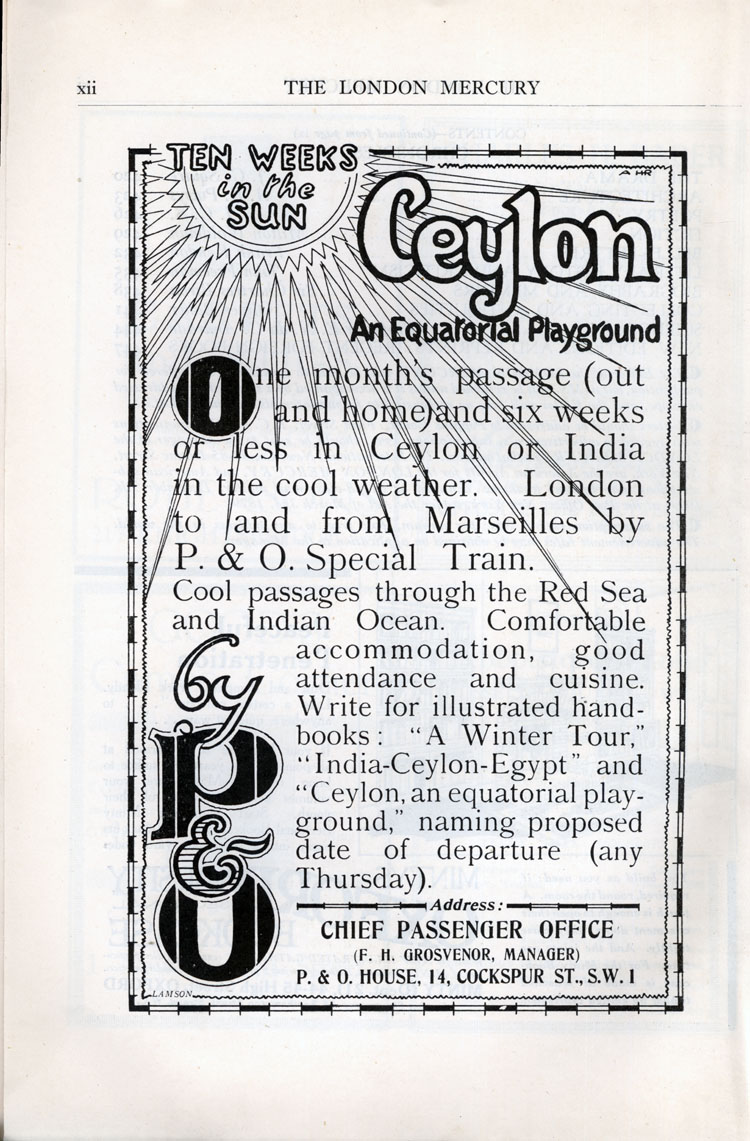 xii
THE LONDON MERCURY
TEN WEEKS
in the
SUN
Ceylon
An Equatorial Playground
One month's passage (out
and home) and six weeks
or less in Ceylon or India
in the cool weather. London
to and from Marseilles by
P. & O. Special Train.
Cool passages through the Red Sea
and Indian Ocean. Comfortable
accommodation, good
attendance and cuisine.
Write for illustrated hand-
books: "A Winter Tour,"
"India-Ceylon-Egypt" and
"Ceylon, an equatorial play-
ground," naming proposed
date of departure (any
Thursday).
by
P
&
O
Address:
CHIEF PASSENGER OFFICE
(F. H. GROSVENOR, MANAGER)
P. & O. HOUSE, 14, COCKSPUR ST., S.W.1
LAMSON